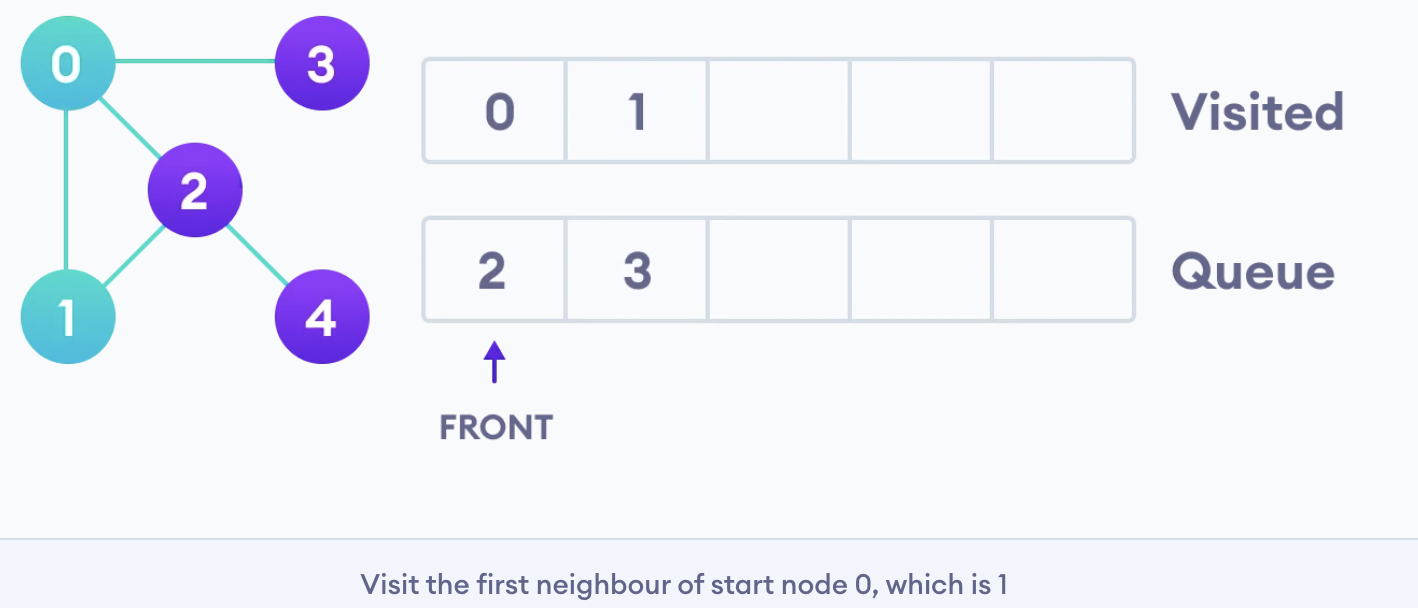 0
3
2
1
4
0 1
Visited
2 3
Queue
FRONT
Visit the first neighbour of start node 0, which is 1